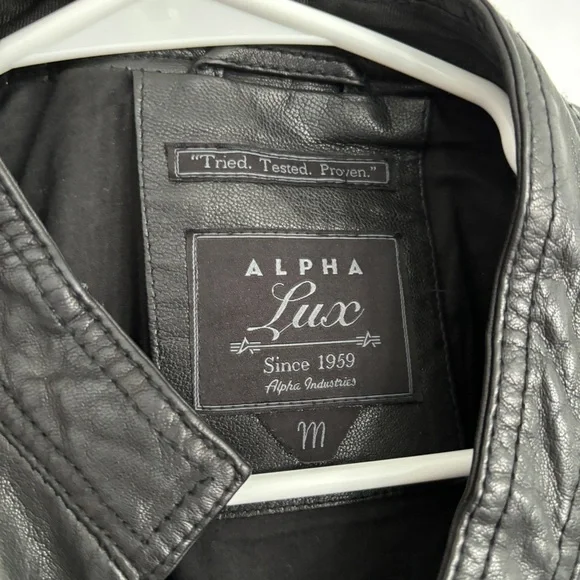 "Tried. Tested. Proven."
ALPHA
Lux
Since 1959
Alpha Industries
m